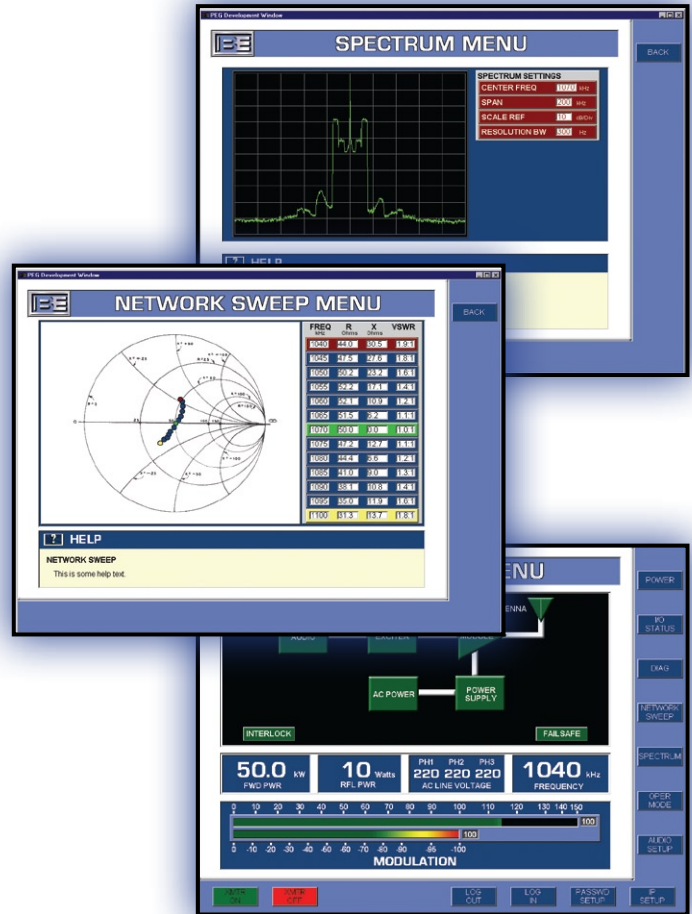 PEG Development Window
BE SPECTRUM MENU
BACK
SPECTRUM SETTINGS
CENTER FREQ 1070 kHz
SPAN 200 kHz
SCALE REF 10 dB/Div
RESOLUTION BW 300 Hz
? HELP
PEG Development Window
BE NETWORK SWEEP MENU
BACK
FREQ R X VSWR
kHz Ohms Ohms
1040 44.0 30.5 1.9:1
1045 47.5 27.6 1.8:1
1050 50.2 23.2 1.6:1
1055 52.2 17.1 1.4:1
1060 52.1 10.9 1.2:1
1065 51.5 6.2 1.1:1
1070 50.0 0.0 1.0:1
1075 47.2 12.7 1.1:1
1080 44.4 6.6 1.2:1
1085 41.0 9.0 1.3:1
1090 38.1 10.8 1.4:1
1095 35.0 11.9 1.6:1
1100 31.3 13.7 1.8:1
? HELP
NETWORK SWEEP
This is some help text.
ENU
ENNA
AUDIO EXCITER MODULE
AC POWER
POWER
SUPPLY
INTERLOCK FAILSAFE
50.0 kW
FWD PWR
10 Watts
RFL PWR
PH1 PH2 PH3
220 220 220
AC LINE VOLTAGE
1040 kHz
FREQUENCY
0 10 20 30 40 50 60 70 80 90 100 110 120 130 140 150
100
100
0 -10 -20 -30 -40 -50 -60 -70 -80 -90 -95 -100
MODULATION
POWER
I/O
STATUS
DIAG
NETWORK
SWEEP
SPECTRUM
OPER
MODE
AUDIO
SETUP
XMTR
ON
XMTR
OFF
LOG
OUT
LOG
IN
PASSWD
SETUP
IP
SETUP